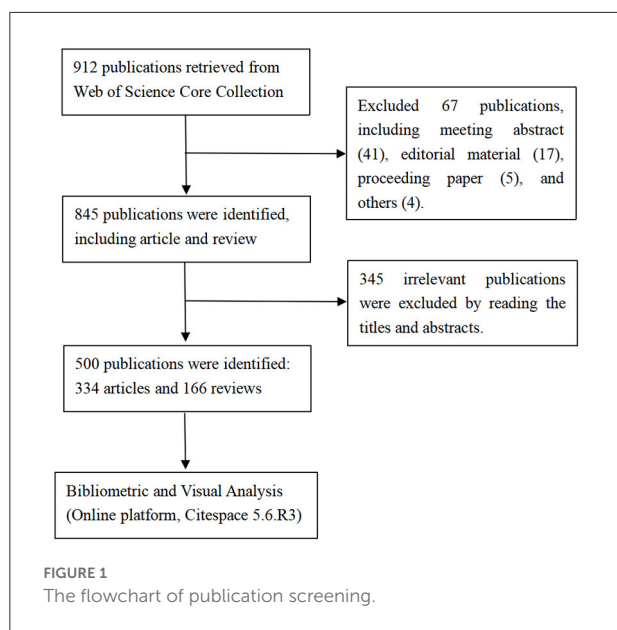 912 publications retrieved from
Web of Science Core Collection
Excluded 67 publications,
including meeting abstract
(41), editorial material (17),
proceeding paper (5), and
others (4).
845 publications were identified,
including article and review
345 irrelevant publications
were excluded by reading the
titles and abstracts.
500 publications were identified:
334 articles and 166 reviews
Bibliometric and Visual Analysis
(Online platform, Citespace 5.6.R3)
FIGURE 1
The flowchart of publication screening.